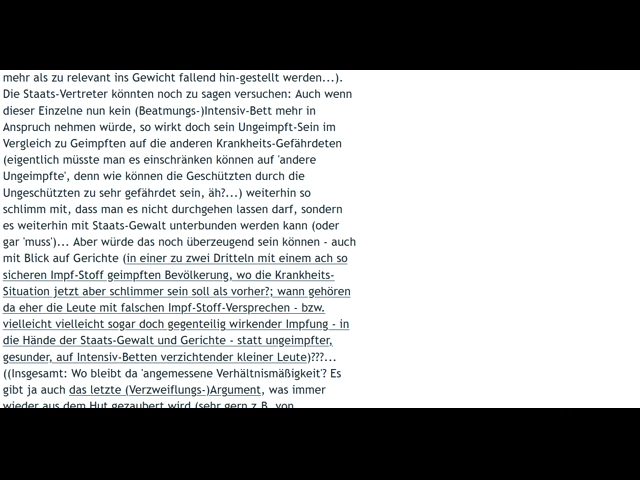 mehr als zu relevant ins Gewicht fallend hin-gestellt werden...).
Die Staats-Vertreter könnten noch zu sagen versuchen: Auch wenn
dieser Einzelne nun kein (Beatmungs-)Intensiv-Bett mehr in
Anspruch nehmen würde, so wirkt doch sein Ungeimpft-Sein im
Vergleich zu Geimpften auf die anderen Krankheits-Gefährdeten
(eigentlich müsste man es einschränken können auf 'andere
Ungeimpfte', denn wie können die Geschützten durch die
Ungeschützten zu sehr gefährdet sein, äh?...) weiterhin so
schlimm mit, dass man es nicht durchgehen lassen darf, sondern
es weiterhin mit Staats-Gewalt unterbunden werden kann (oder
gar 'muss')... Aber würde das noch überzeugend sein können - auch
mit Blick auf Gerichte (in einer zu zwei Dritteln mit einem ach so
sicheren Impf-Stoff geimpften Bevölkerung, wo die Krankheits-
Situation jetzt aber schlimmer sein soll als vorher?; wann gehören
da eher die Leute mit falschen Impf-Stoff-Versprechen - bzw.
vielleicht vielleicht sogar doch gegenteilig wirkender Impfung - in
die Hände der Staats-Gewalt und Gerichte - statt ungeimpfter,
gesunder, auf Intensiv-Betten verzichtender kleiner Leute)???...
((Insgesamt: Wo bleibt da 'angemessene Verhältnismäßigkeit'? Es
gibt ja auch das letzte (Verzweiflungs-)Argument, was immer
wieder aus dem Hut gezaubert wird (sehr gern z.B. von